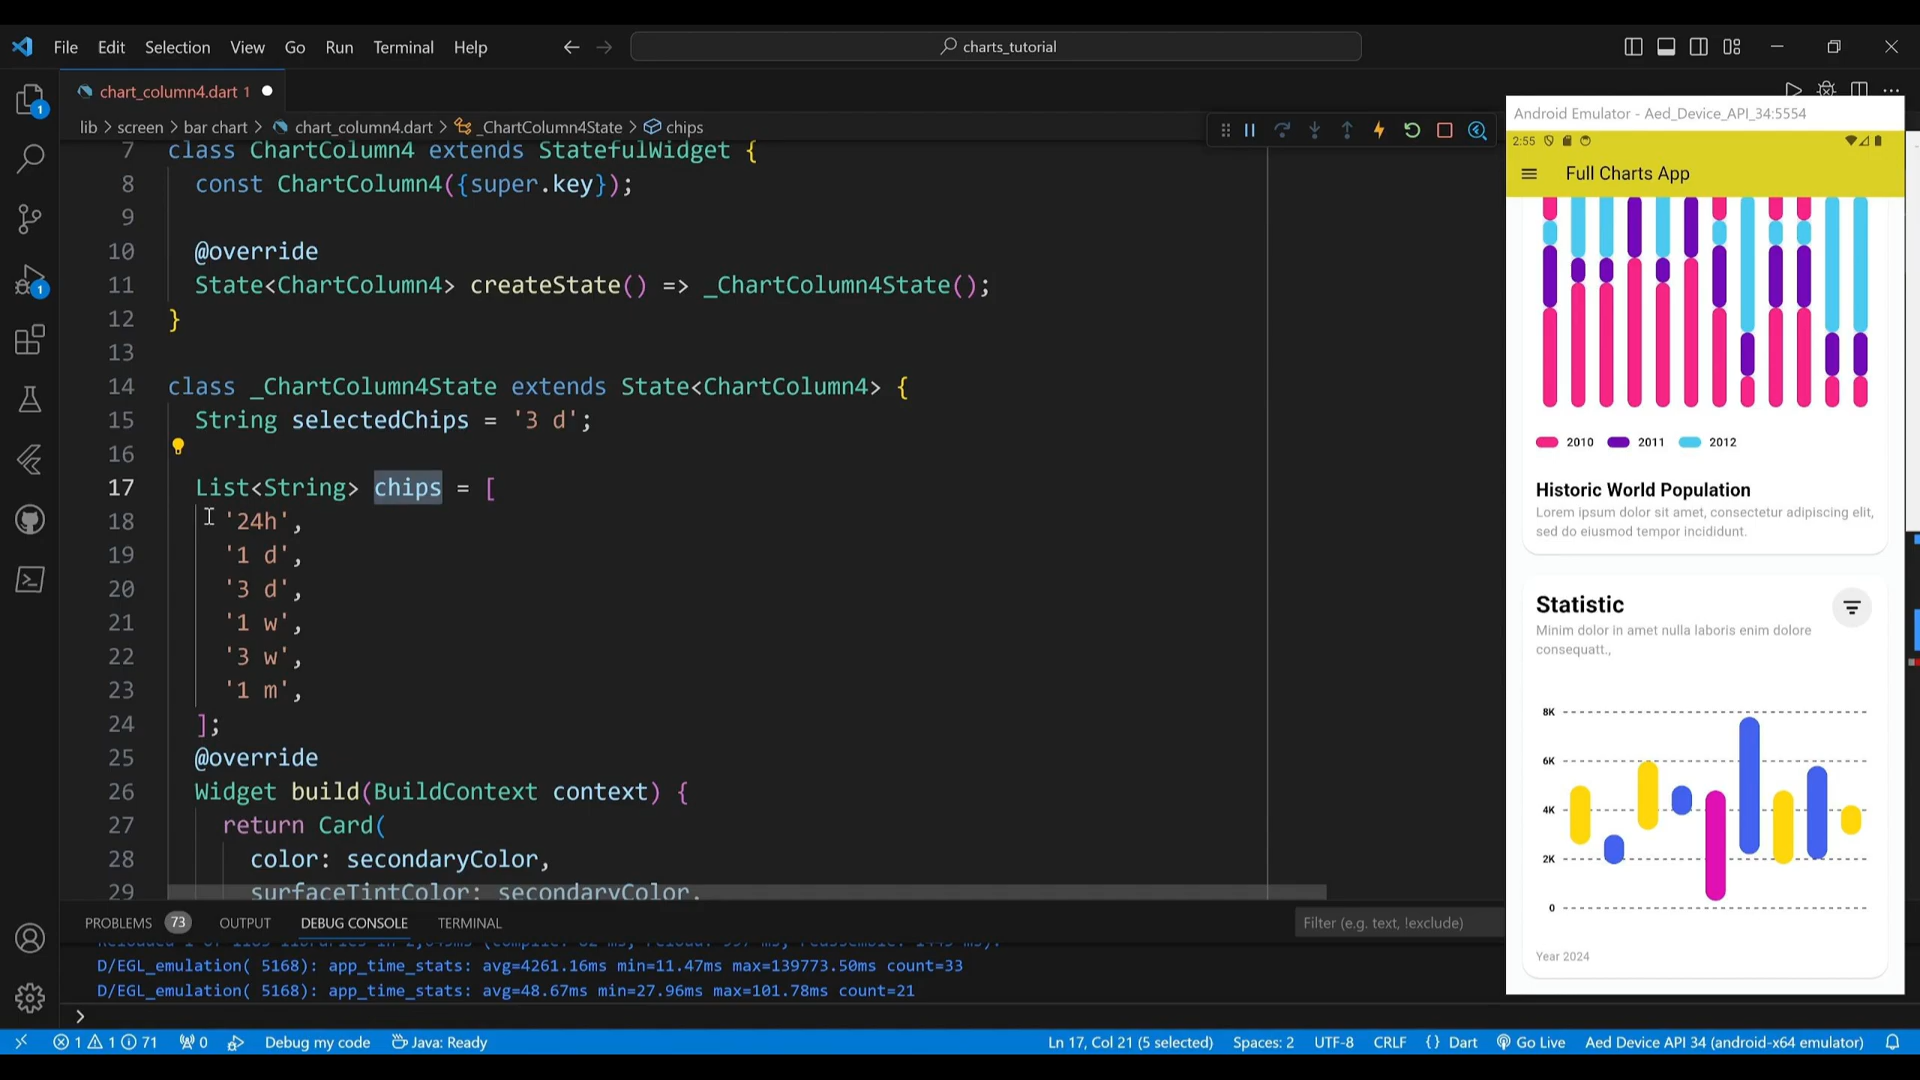 File Edit Selection View Go Run Terminal Help
charts_tutorial
chart_column4.dart 1
lib > screen > bar chart > chart_column4.dart > _ChartColumn4State > chips
7 class ChartColumn4 extends StatefulWidget {
8 const ChartColumn4({super.key});
9
10 @override
11 State<ChartColumn4> createState() => _ChartColumn4State();
12 }
13
14 class _ChartColumn4State extends State<ChartColumn4> {
15 String selectedChips = '3 d';
16
17 List<String> chips = [
18 '24h',
19 '1 d',
20 '3 d',
21 '1 w',
22 '3 w',
23 '1 m',
24 ];
25 @override
26 Widget build(BuildContext context) {
27 return Card(
28 color: secondaryColor,
29 surfaceTintColor: secondaryColor,
PROBLEMS 73 OUTPUT DEBUG CONSOLE TERMINAL
Filter (e.g. text, !exclude)
D/EGL_emulation( 5168): app_time_stats: avg=4261.16ms min=11.47ms max=139773.50ms count=33
D/EGL_emulation( 5168): app_time_stats: avg=48.67ms min=27.96ms max=101.78ms count=21
>
1 1 71 0 Debug my code Java: Ready
Ln 17, Col 21 (5 selected) Spaces: 2 UTF-8 CRLF {} Dart Go Live Aed Device API 34 (android-x64 emulator)
1
1
Android Emulator - Aed_Device_API_34:5554
2:55
Full Charts App
2010 2011 2012
Historic World Population
Lorem ipsum dolor sit amet, consectetur adipiscing elit,
sed do eiusmod tempor incididunt.
Statistic
Minim dolor in amet nulla laboris enim dolore
consequatt.,
8K
6K
4K
2K
0
Year 2024